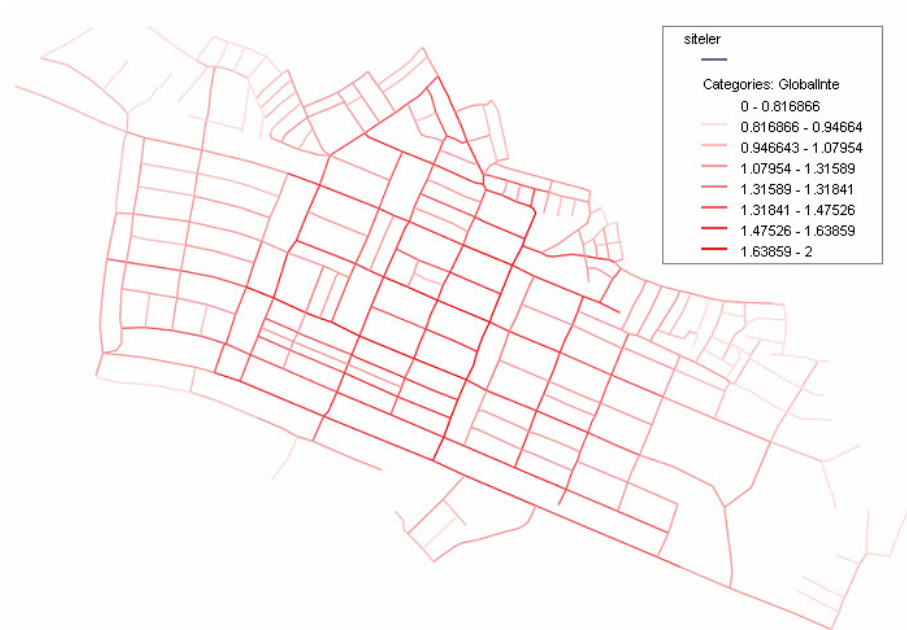 siteler
Categories: GlobalInte
0 - 0.816866
0.816866 - 0.94664
0.946643 - 1.07954
1.07954 - 1.31589
1.31589 - 1.31841
1.31841 - 1.47526
1.47526 - 1.63859
1.63859 - 2